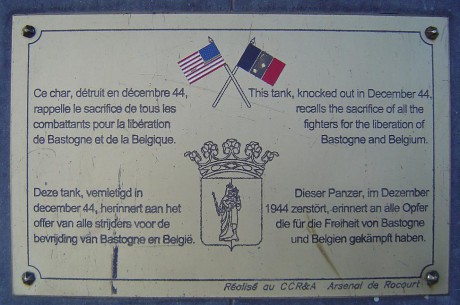 Ce char, détruit en décembre 44,
rappelle le sacrifice de tous les
combattants pour la libération
de Bastogne et de la Belgique.
This tank, knocked out in December 44,
recalls the sacrifice of all the
fighters for the liberation of
Bastogne and Belgium.
Deze tank, vernietigd in
december 44, herinnert aan het
offer van alle strijders voor de
bevrijding van Bastogne en België.
Dieser Panzer, im Dezember
1944 zerstört, erinnert an alle Opfer
die für die Freiheit von Bastogne
und Belgien gekämpft haben.
Réalisé au CCR&A Arsenal de Rocourt